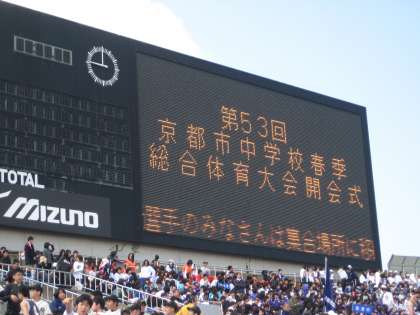 第53回
京都市中学校春季
総合体育大会開会式
選手のみなさんは集合場所に
TOTAL
MIZUNO